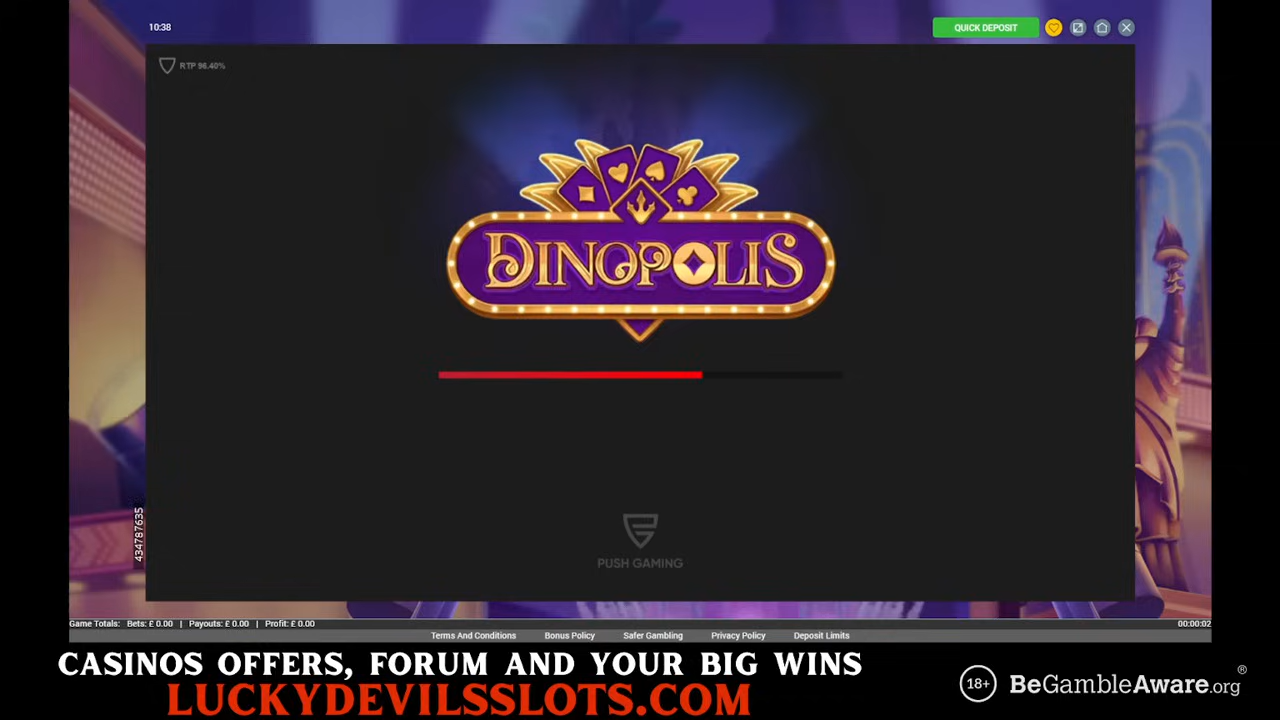 10:38
QUICK DEPOSIT
RTP 96.40%
DINOPOLIS
434787635
PUSH GAMING
Game Totals: Bets: £ 0.00 | Payouts: £ 0.00 | Profit: £ 0.00
00:00:02
Terms And Conditions Bonus Policy Safer Gambling Privacy Policy Deposit Limits
CASINOS OFFERS, FORUM AND YOUR BIG WINS
LUCKYDEVILSSLOTS.COM
18+ BeGambleAware.org ®